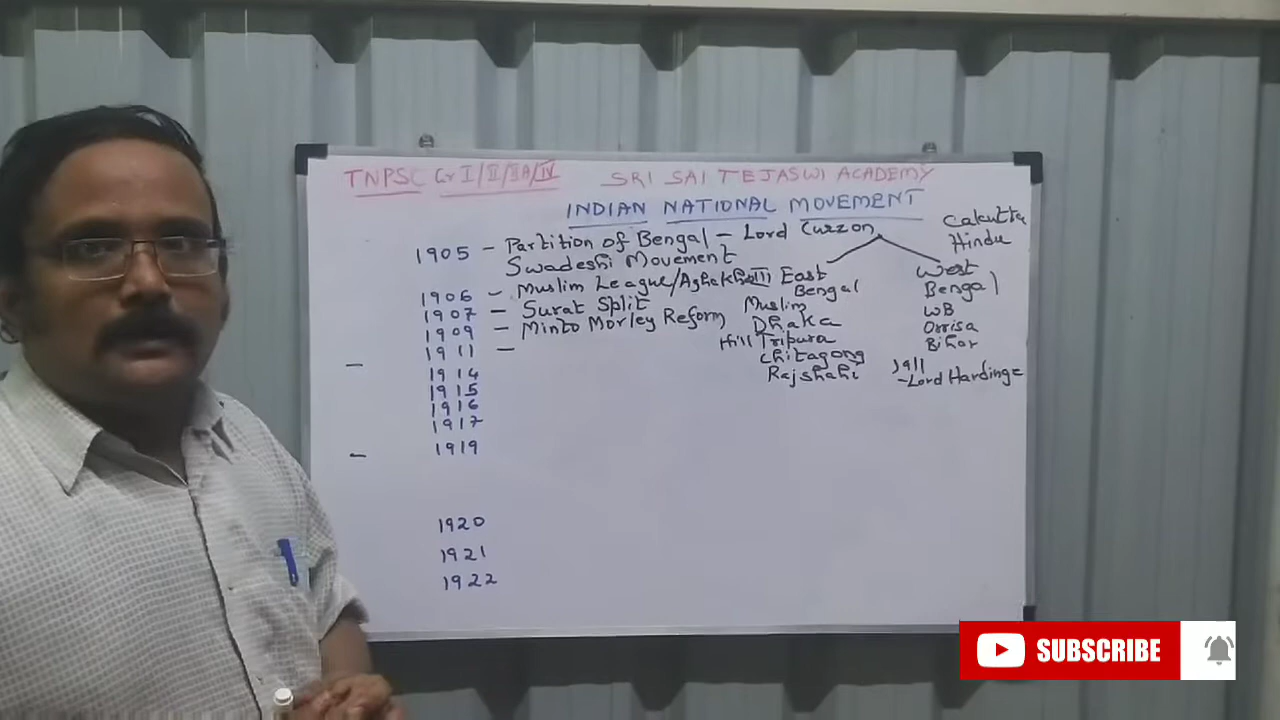 TNPSC Gr I/II/IIA/IV SRI SAI TEJASWI ACADEMY
INDIAN NATIONAL MOVEMENT
1905 - Partition of Bengal - Lord Curzon
Swadeshi Movement
1906 - Muslim League/Aghakhan III
1907 - Surat Split
1909 - Minto Morley Reform
1911 -
- 1914
1915
1916
1917
- 1919
1920
1921
1922
East
Bengal
Muslim
Dhaka
Hill Tripura
Chitagong
Rajshahi
Calcutta
Hindu
West
Bengal
WB
Orrisa
Bihar
1911
-Lord Hardinge
SUBSCRIBE